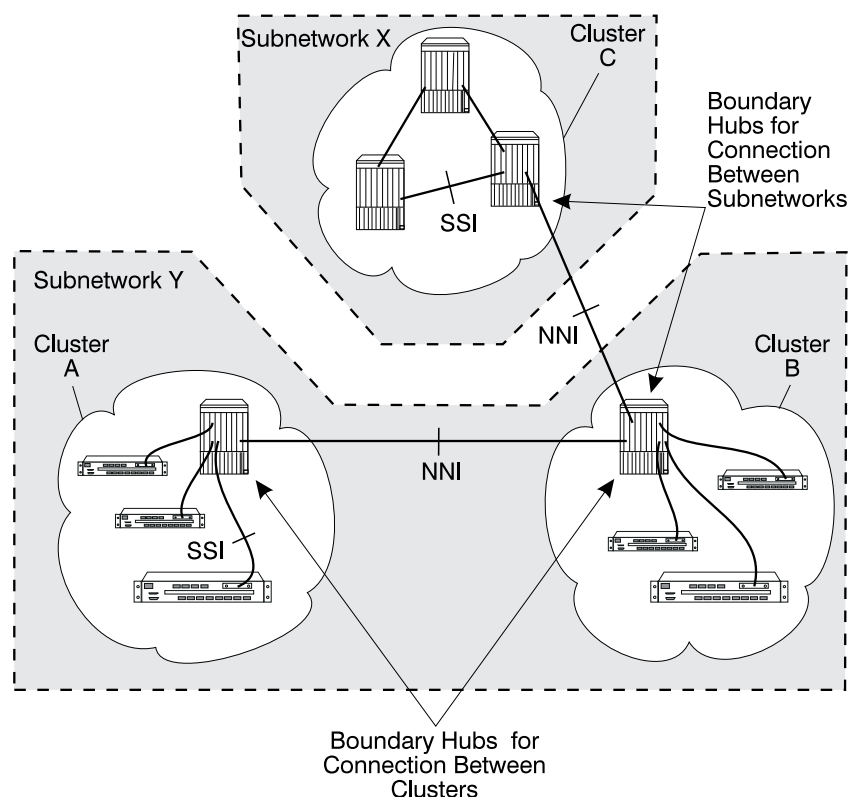 Subnetwork X
Cluster
C
Boundary
Hubs for
Connection
Between
Subnetworks
SSI
Subnetwork Y
NNI
Cluster
A
Cluster
B
NNI
SSI
Boundary Hubs for
Connection Between
Clusters